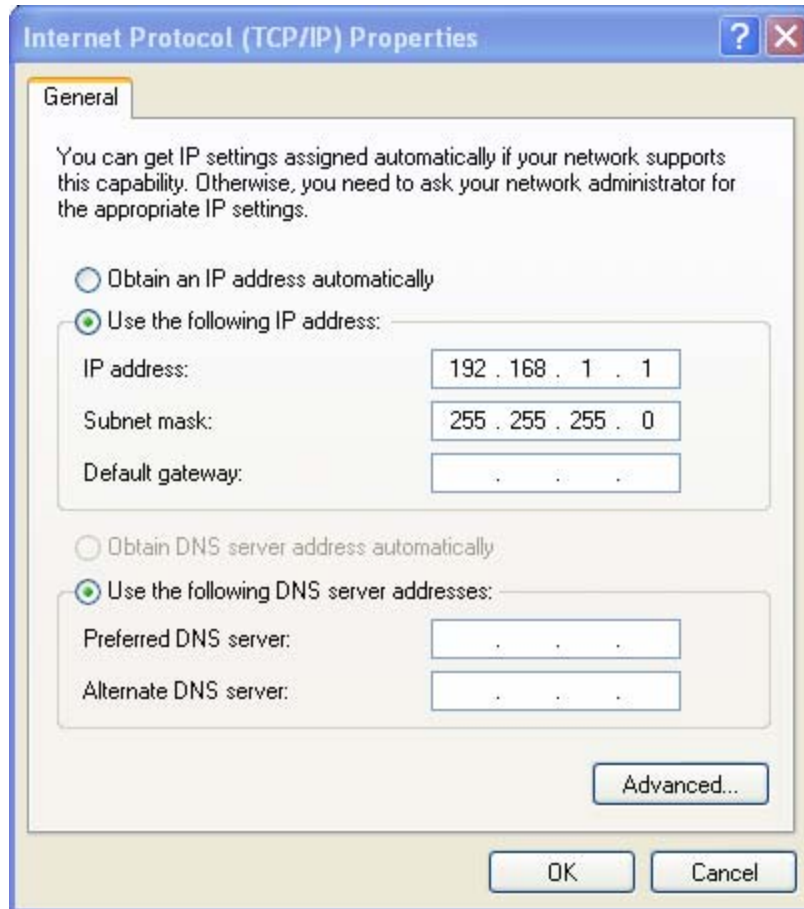 Internet Protocol (TCP/IP) Properties
General
You can get IP settings assigned automatically if your network supports
this capability. Otherwise, you need to ask your network administrator for
the appropriate IP settings.
Obtain an IP address automatically
Use the following IP address:
IP address: 192 . 168 . 1 . 1
Subnet mask: 255 . 255 . 255 . 0
Default gateway: . . .
Obtain DNS server address automatically
Use the following DNS server addresses:
Preferred DNS server: . . .
Alternate DNS server: . . .
Advanced...
OK Cancel